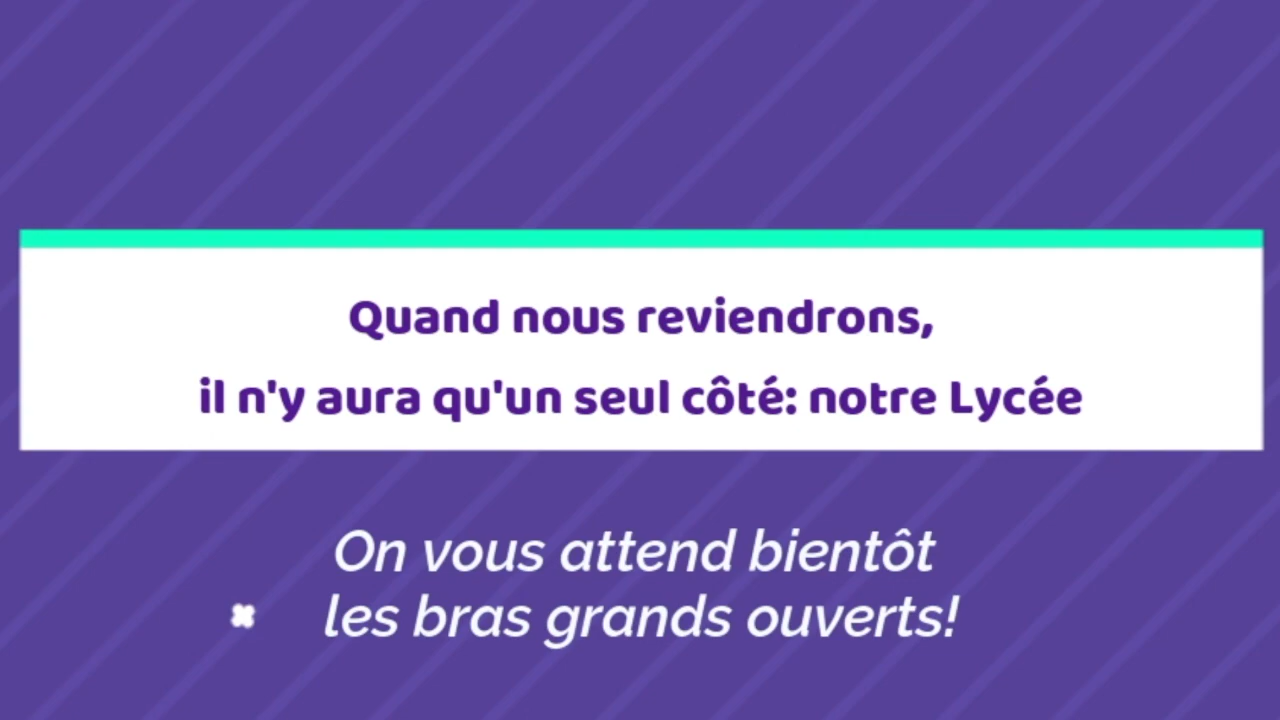 Quand nous reviendrons,
il n'y aura qu'un seul côté: notre Lycée
On vous attend bientôt
les bras grands ouverts!